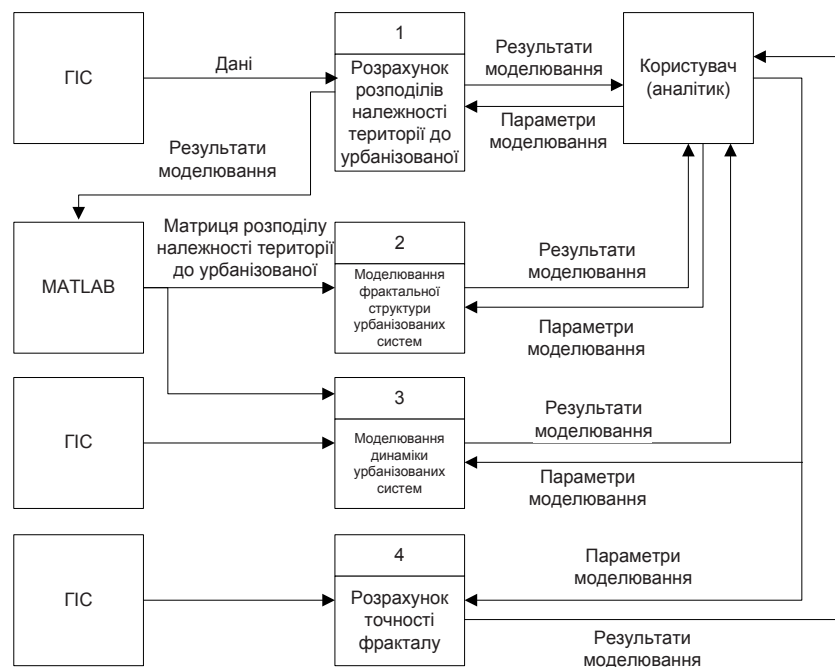 ГІС
Дані
1
Розрахунок
розподілів
належності
території до
урбанізованої
Результати
моделювання
Параметри
моделювання
Користувач
(аналітик)
Результати
моделювання
MATLAB
Матриця розподілу
належності території
до урбанізованої
2
Моделювання
фрактальної
структури
урбанізованих
систем
Результати
моделювання
Параметри
моделювання
ГІС
3
Моделювання
динаміки
урбанізованих
систем
Результати
моделювання
Параметри
моделювання
ГІС
4
Розрахунок
точності
фракталу
Параметри
моделювання
Результати
моделювання